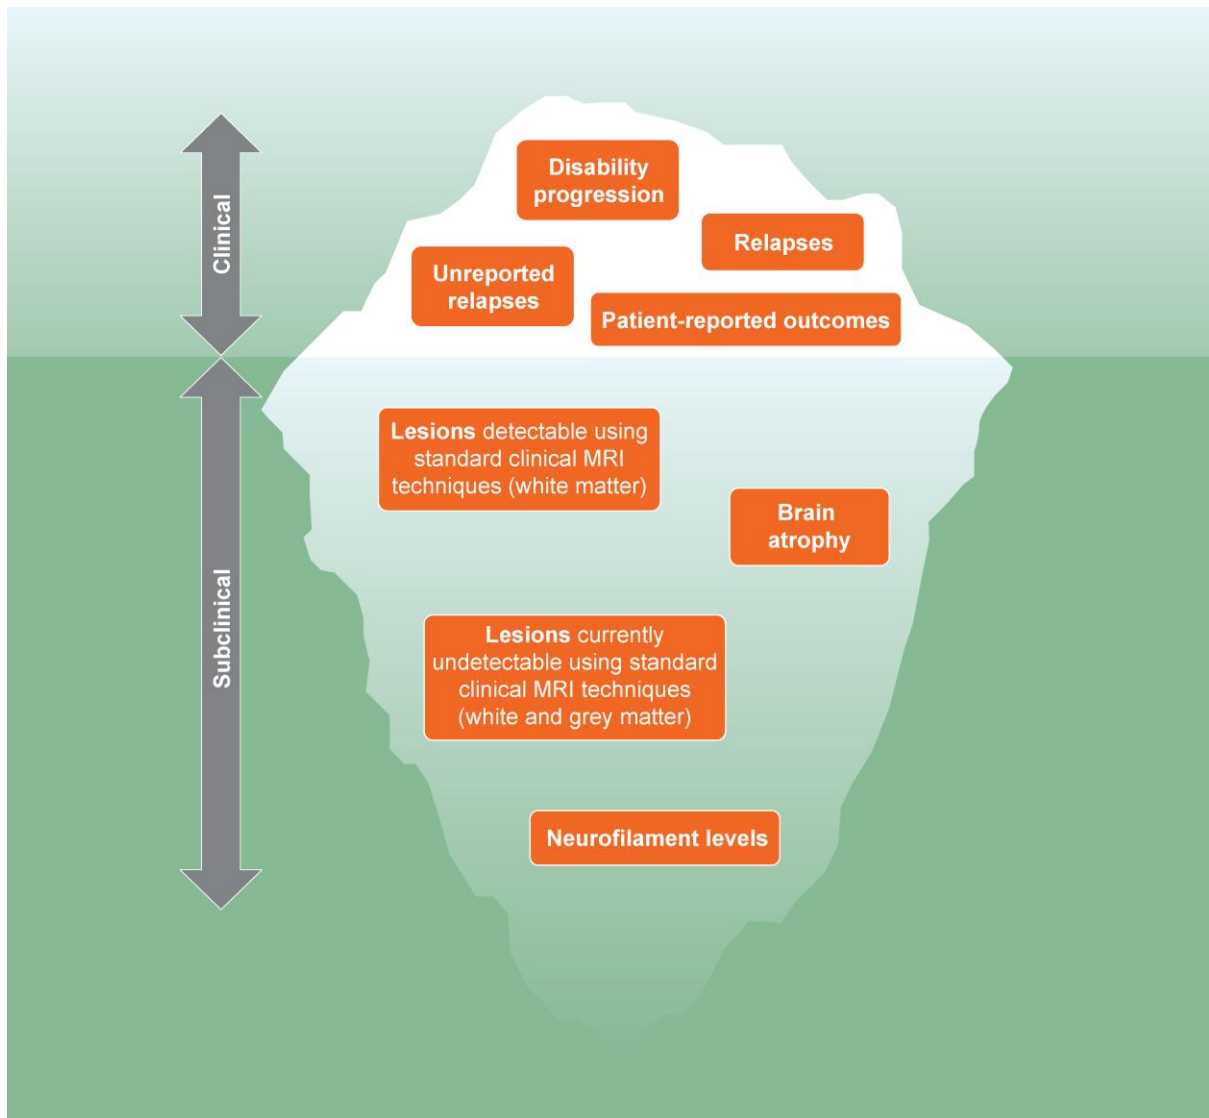 Clinical
Disability
progression
Relapses
Unreported
relapses
Patient-reported outcomes
Subclinical
Lesions detectable using
standard clinical MRI
techniques (white matter)
Brain
atrophy
Lesions currently
undetectable using standard
clinical MRI techniques
(white and grey matter)
Neurofilament levels